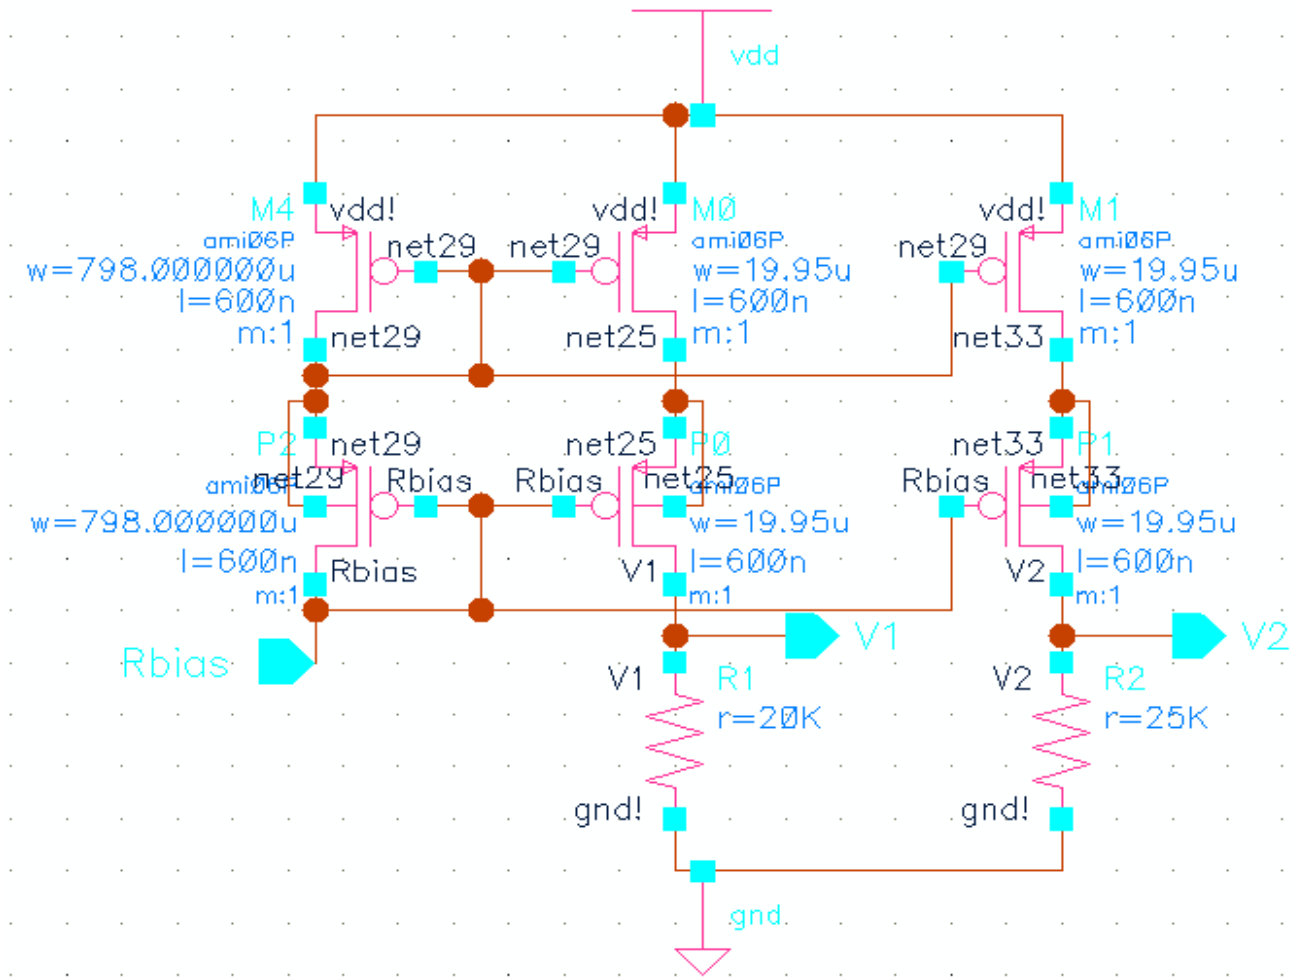 vdd
M4
vdd!
vdd!
M0
vdd!
M1
ami06P
net29
net29
ami06P
net29
ami06P
w=798.000000u
w=19.95u
w=19.95u
l=600n
l=600n
l=600n
m:1
net29
net25
m:1
net33
m:1
P2
net29
net25
P0
net33
P1
net29
ami06P
Rbias
Rbias
net25
ami06P
Rbias
net33
ami06P
w=798.000000u
w=19.95u
w=19.95u
l=600n
l=600n
l=600n
Rbias
V1
V2
m:1
m:1
m:1
Rbias
V1
V2
V1
R1
V2
R2
r=20K
r=25K
gnd!
gnd!
gnd